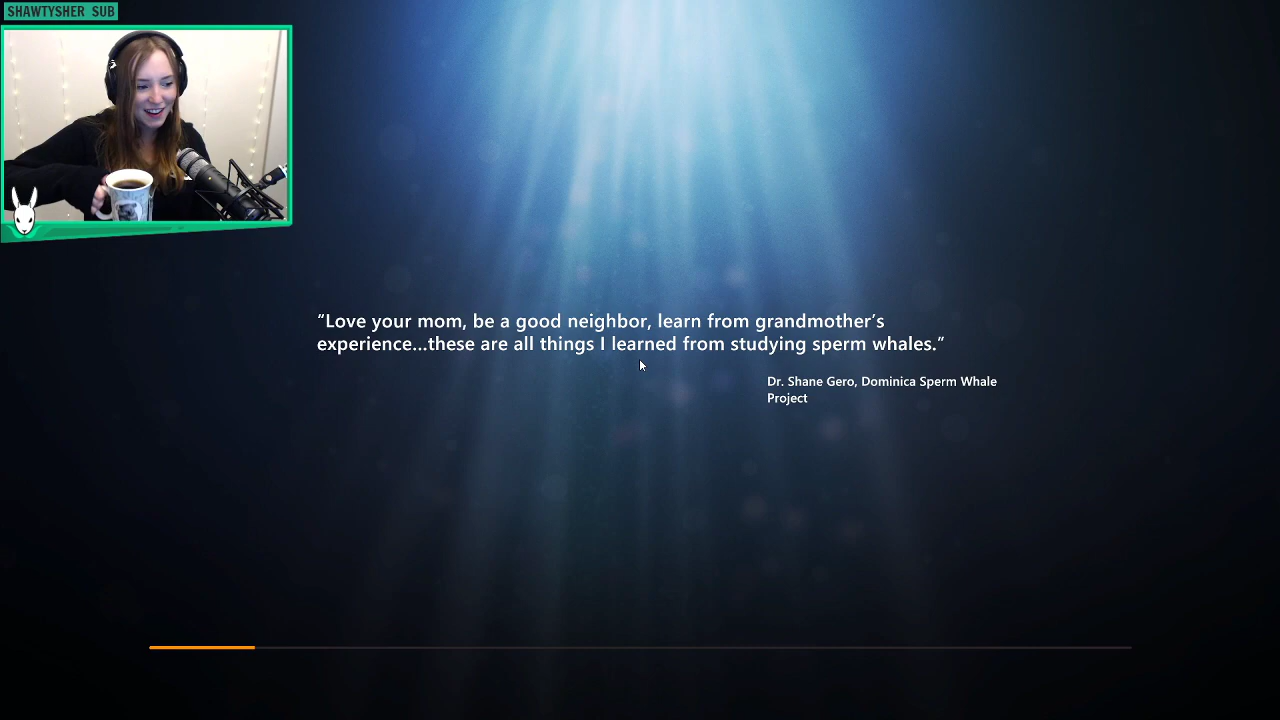 SHAWTYSHER SUB
“Love your mom, be a good neighbor, learn from grandmother’s
experience...these are all things I learned from studying sperm whales.”
Dr. Shane Gero, Dominica Sperm Whale
Project